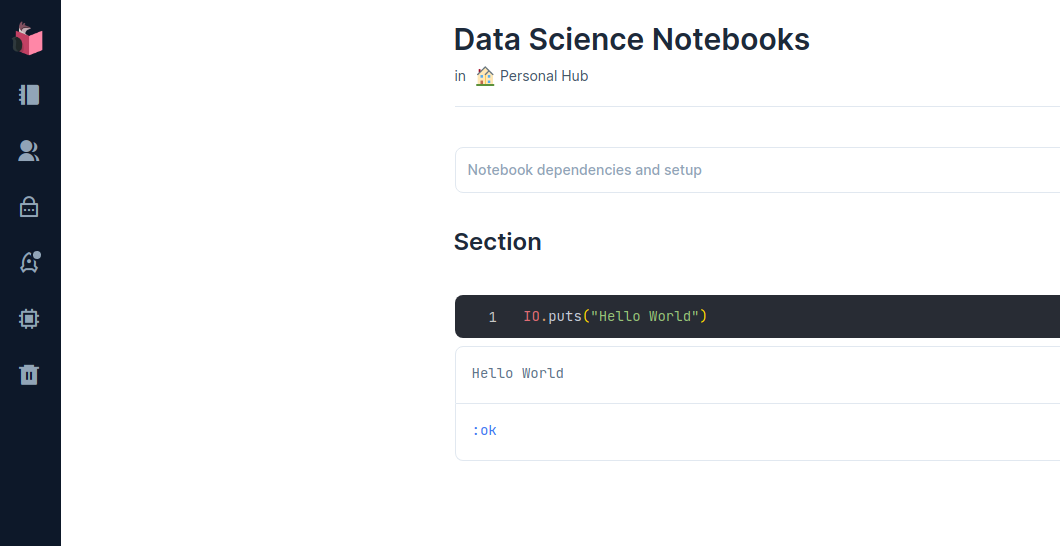 Data Science Notebooks
in 🏠 Personal Hub
Notebook dependencies and setup
Section
1 IO.puts("Hello World")
Hello World
:ok